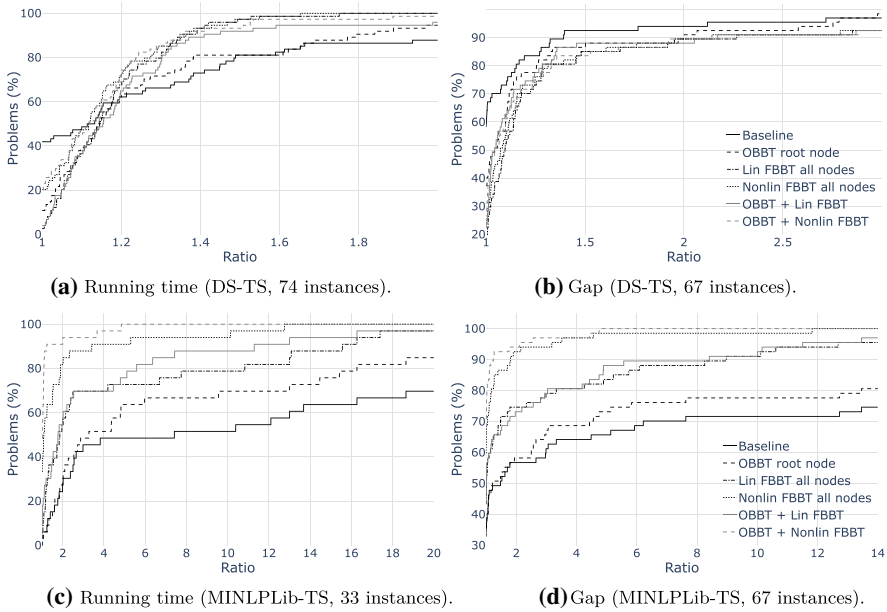 Problems (%)
100
80
60
40
20
0
1
1.2
1.4
1.6
1.8
Ratio
(a) Running time (DS-TS, 74 instances).
Problems (%)
90
80
70
60
50
40
30
20
1
1.5
2
2.5
Ratio
Baseline
OBBT root node
Lin FBBT all nodes
Nonlin FBBT all nodes
OBBT + Lin FBBT
OBBT + Nonlin FBBT
(b) Gap (DS-TS, 67 instances).
Problems (%)
100
80
60
40
20
0
2
4
6
8
10
12
14
16
18
20
Ratio
(c) Running time (MINLPLib-TS, 33 instances).
Problems (%)
100
90
80
70
60
50
40
30
2
4
6
8
10
12
14
Ratio
Baseline
OBBT root node
Lin FBBT all nodes
Nonlin FBBT all nodes
OBBT + Lin FBBT
OBBT + Nonlin FBBT
(d) Gap (MINLPLib-TS, 67 instances).